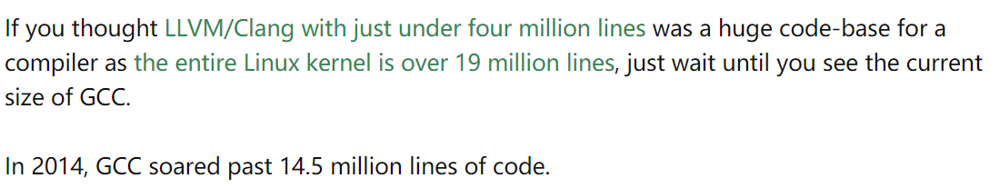 If you thought LLVM/Clang with just under four million lines was a huge code-base for a
compiler as the entire Linux kernel is over 19 million lines, just wait until you see the current
size of GCC.
In 2014, GCC soared past 14.5 million lines of code.